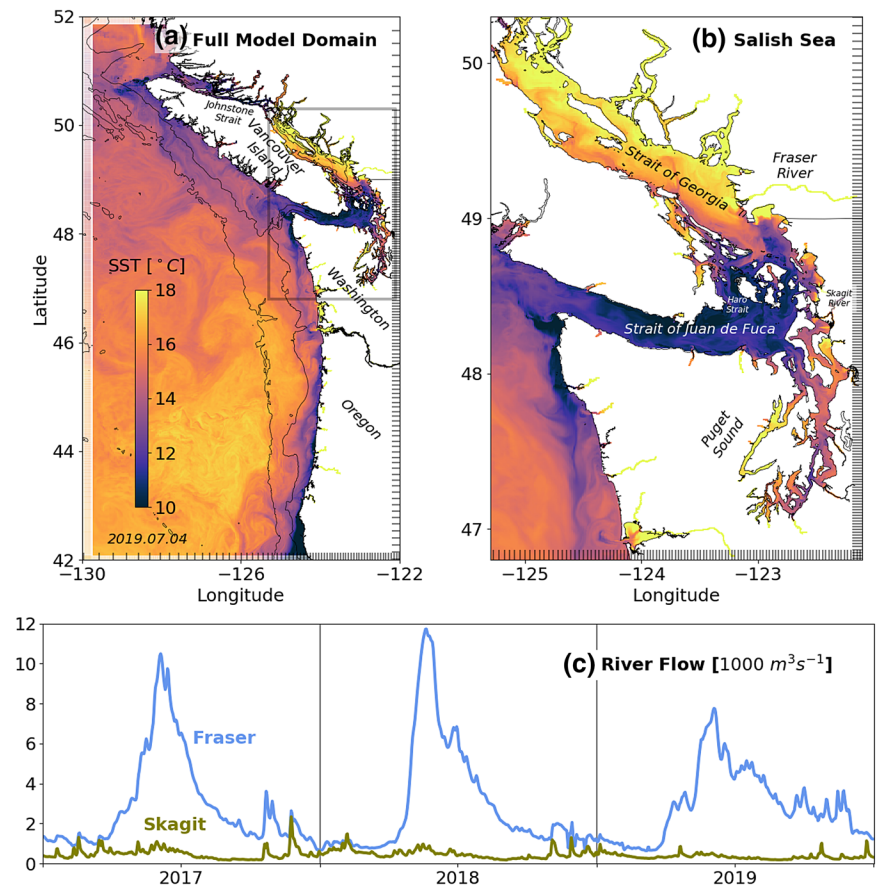 (a) Full Model Domain
52
50
48
46
44
42
Latitude
Johnstone
Strait
Vancouver
Island
Washington
Oregon
SST [°C]
18
16
14
12
10
2019.07.04
−130
−126
−122
Longitude
(b) Salish Sea
50
49
48
47
Strait of Georgia
Fraser
River
Haro
Strait
Skagit
River
Strait of Juan de Fuca
Puget
Sound
−125
−124
−123
Longitude
(c) River Flow [1000 m³s⁻¹]
12
10
8
6
4
2
0
Fraser
Skagit
2017
2018
2019